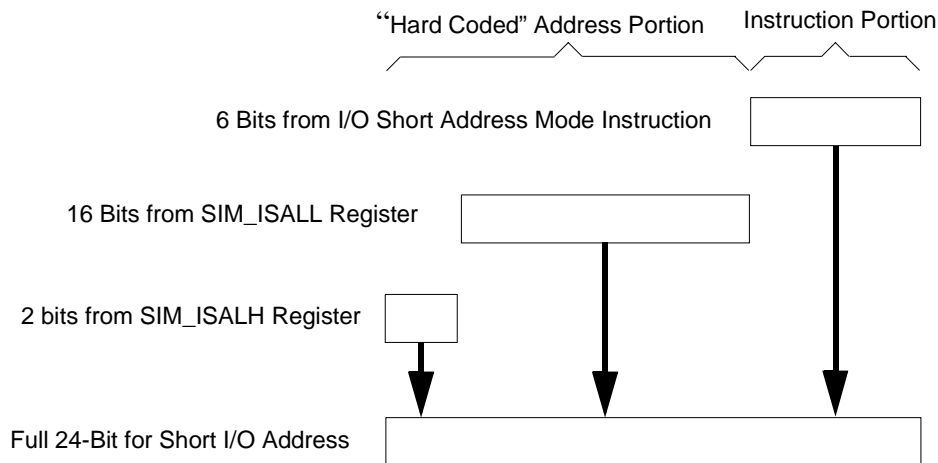 “Hard Coded” Address Portion
Instruction Portion
6 Bits from I/O Short Address Mode Instruction
16 Bits from SIM_ISALL Register
2 bits from SIM_ISALH Register
Full 24-Bit for Short I/O Address